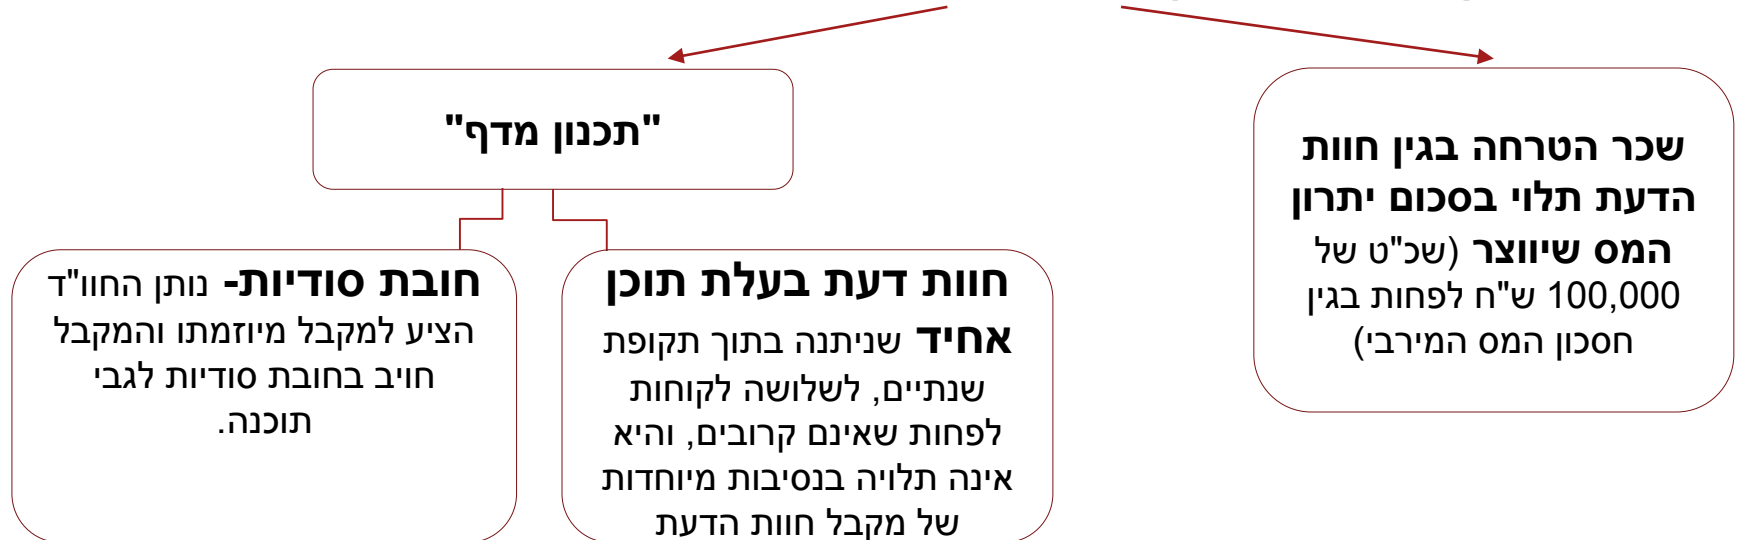 "תכנון מדף"
שכר הטרחה בגין חוות
הדעת תלוי בסכום יתרון
המס שיווצר (שכ"ט של
100,000 ש"ח לפחות בגין
חסכון המס המירבי)
חוות דעת בעלת תוכן
אחיד שניתנה בתוך תקופת
שנתיים, לשלושה לקוחות
לפחות שאינם קרובים, והיא
אינה תלויה בנסיבות מיוחדות
של מקבל חוות הדעת
חובת סודיות- נותן החוו"ד
הציע למקבל מיוזמתו והמקבל
חויב בחובת סודיות לגבי
תוכנה.